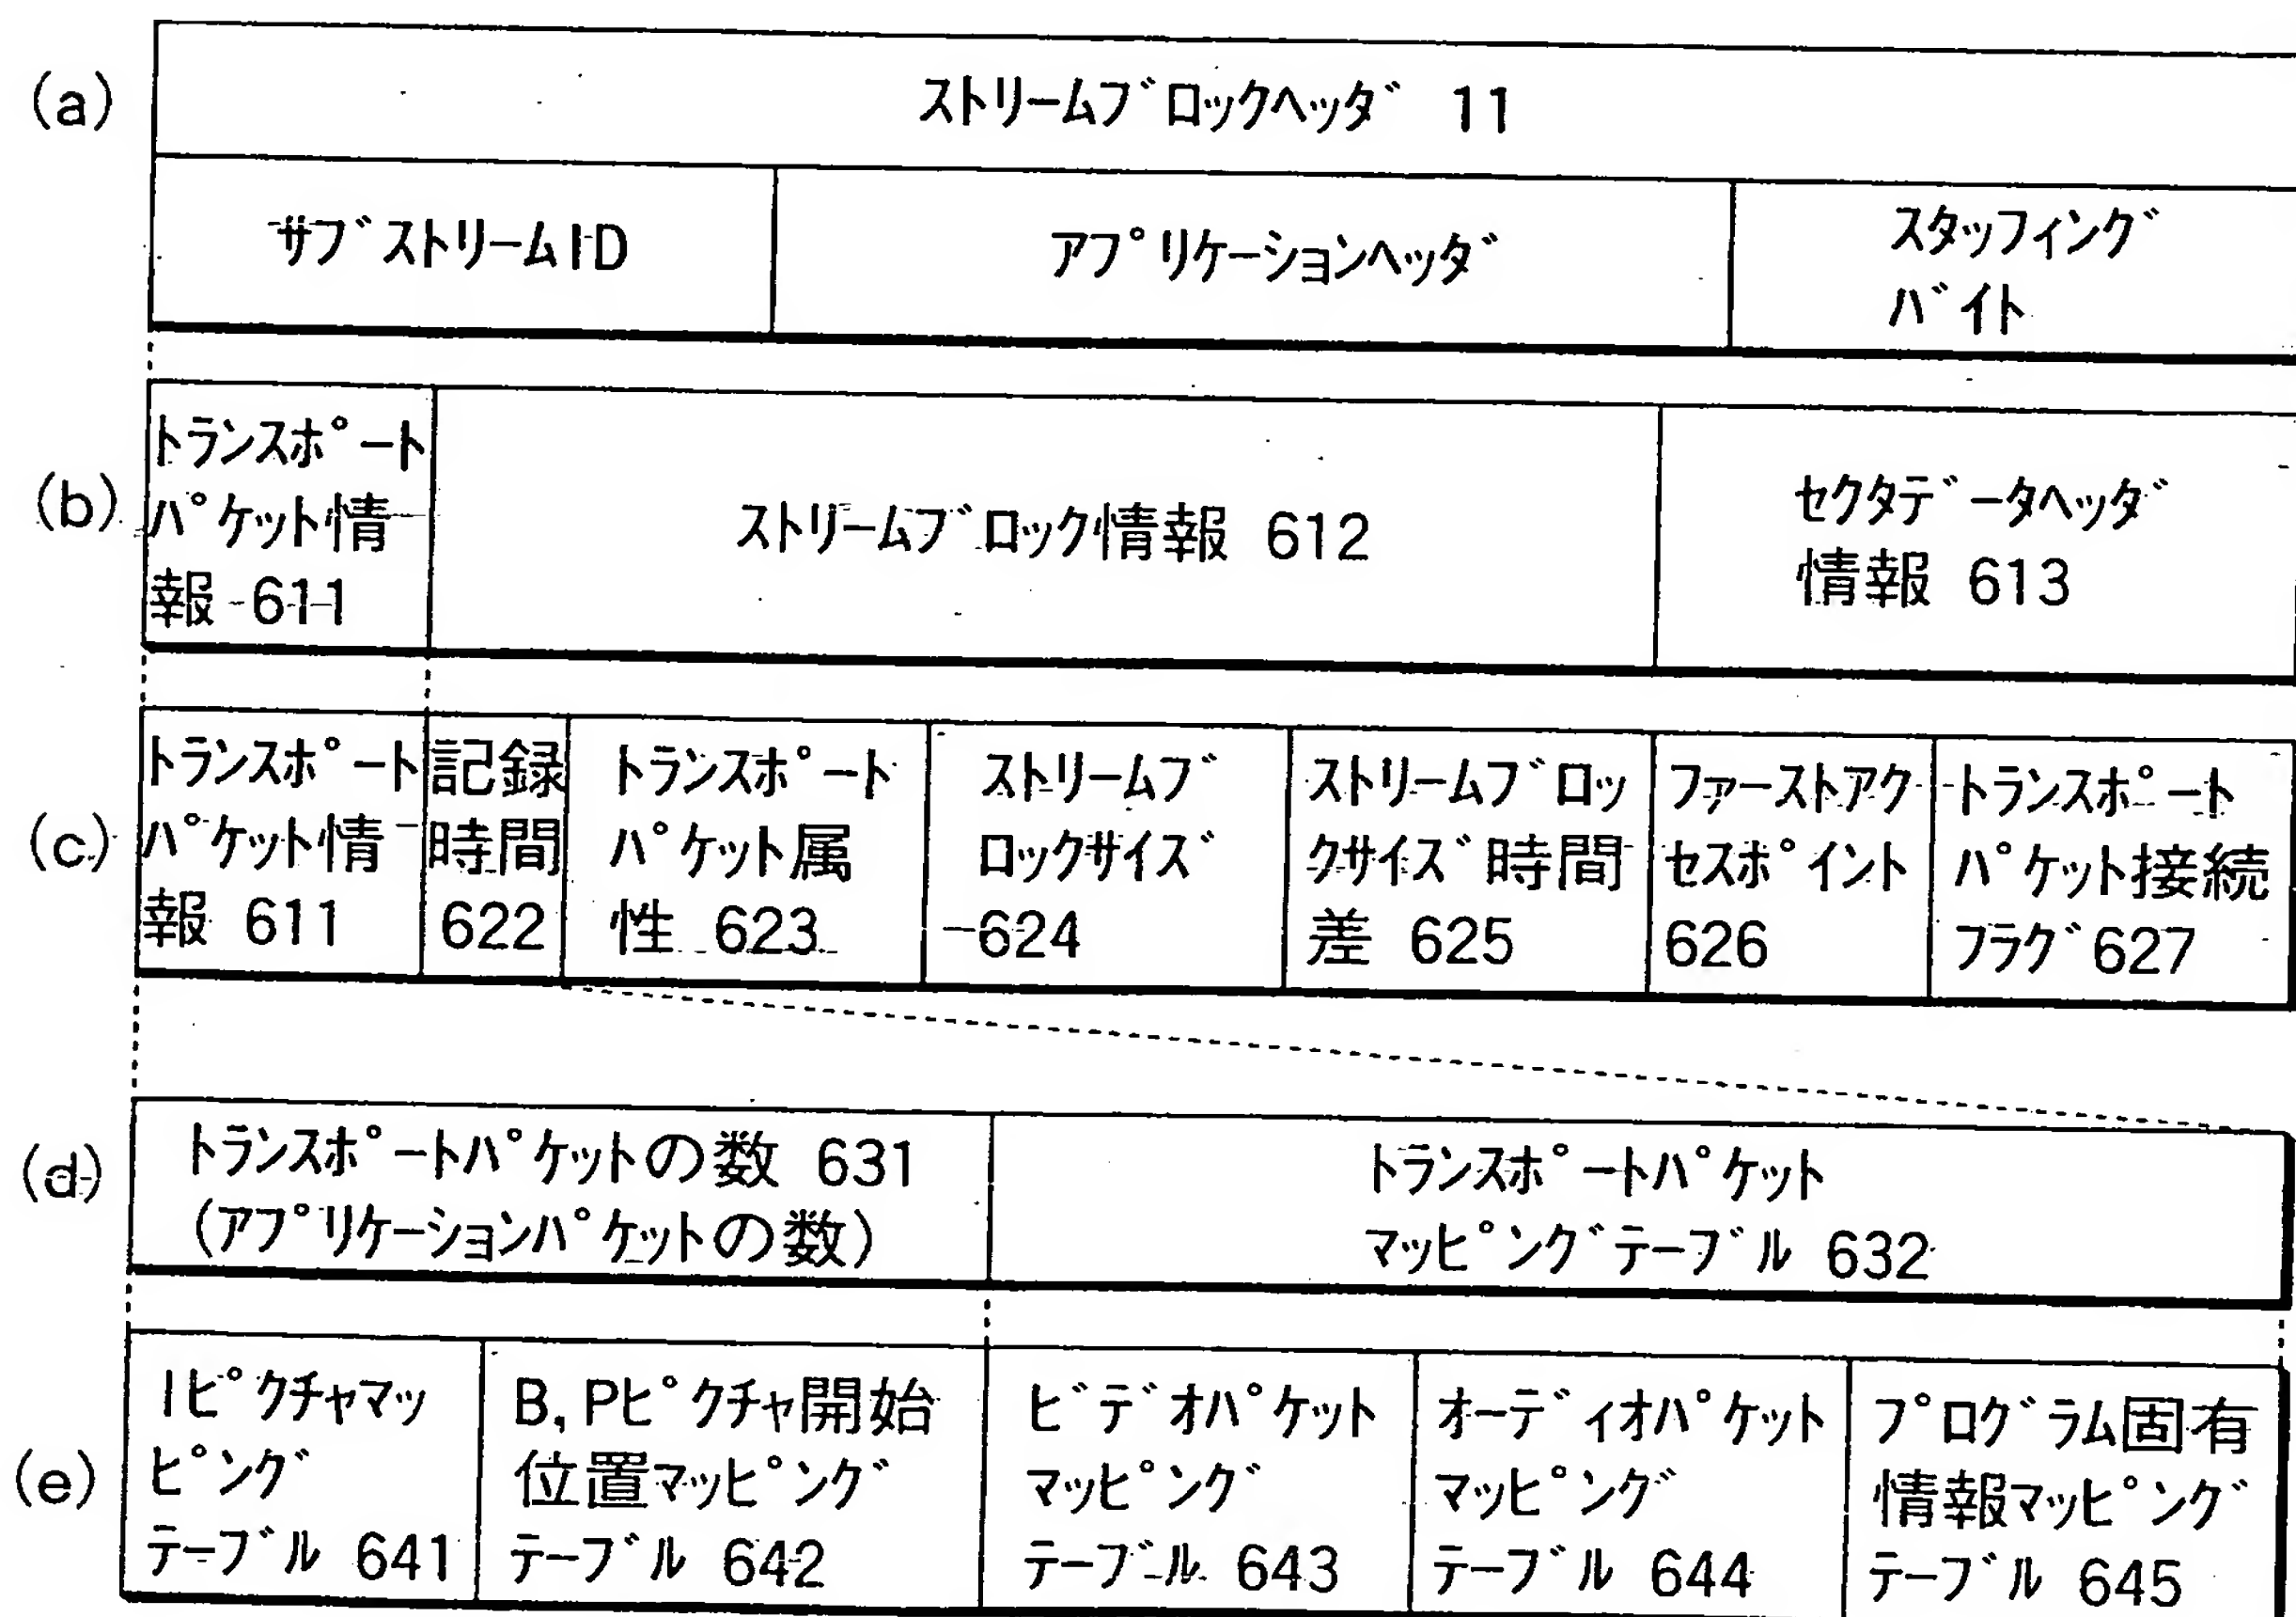 (a)
ストリームブロックヘッダ 11
サブストリームID
アプリケーションヘッダ
スタッフィング
バイト
(b)
トランスポート
パケット情
報 611
ストリームブロック情報 612
セクタデータヘッダ
情報 613
(c)
トランスポート
パケット情
報 611
記録
時間
622
トランスポート
パケット属
性 623
ストリームブ
ロックサイズ
624
ストリームブロッ
クサイズ時間
差 625
ファーストアク
セスポイント
626
トランスポート
パケット接続
フラグ 627
(d)
トランスポートパケットの数 631
(アプリケーションパケットの数)
トランスポートパケット
マッピングテーブル 632
(e)
Iピクチャマッ
ピング
テーブル 641
B, Pピクチャ開始
位置マッピング
テーブル 642
ビデオパケット
マッピング
テーブル 643
オーディオパケット
マッピング
テーブル 644
プログラム固有
情報マッピング
テーブル 645